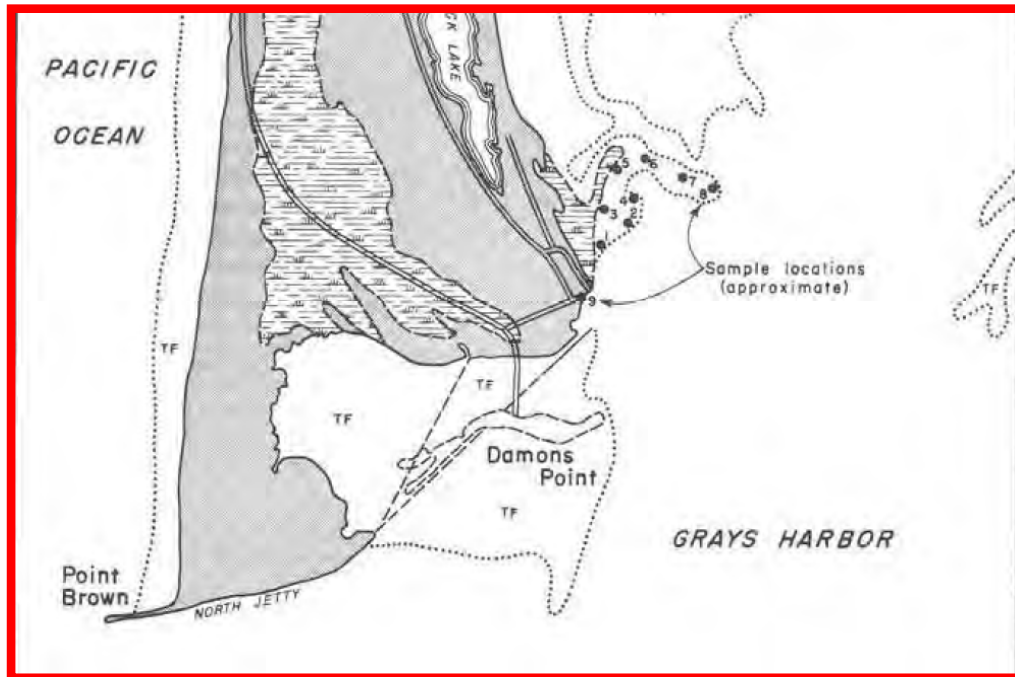 PACIFIC
OCEAN
CK LAKE
5
6
7
8
4
3
2
1
Sample locations
(approximate)
9
TF
TF
TF
TF
Damons
Point
TF
GRAYS HARBOR
Point
Brown
NORTH JETTY